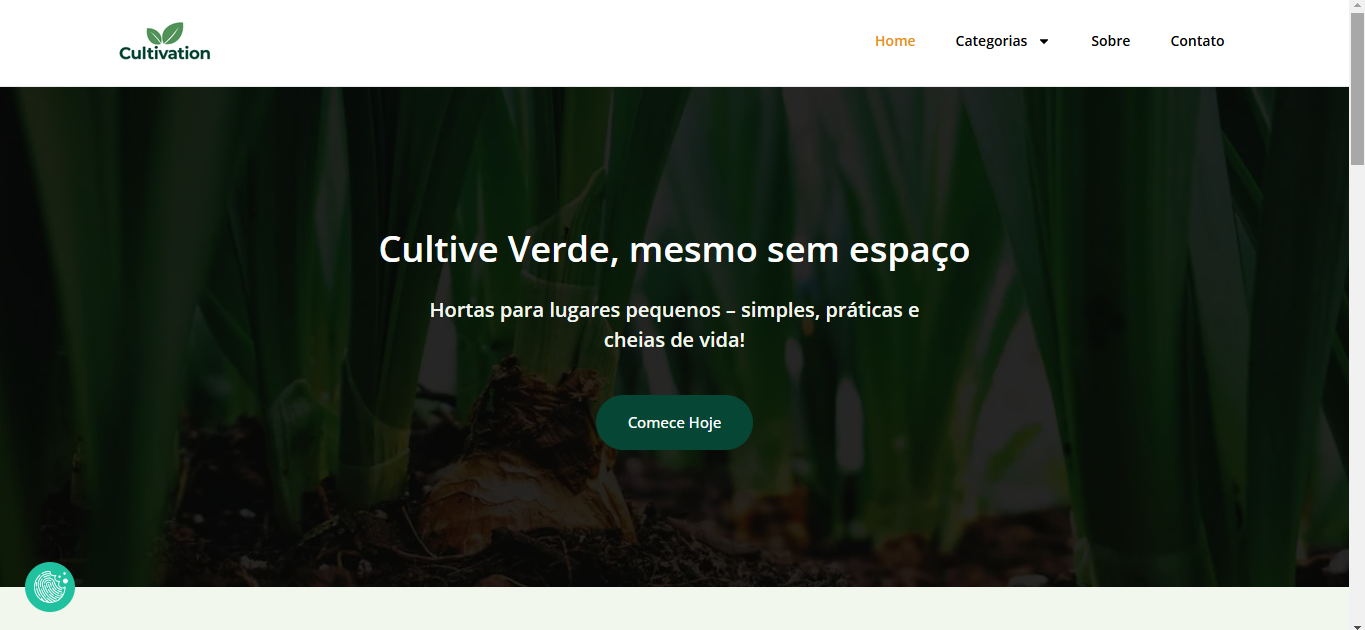 Cultivation
Home
Categorias
Sobre
Contato
Cultive Verde, mesmo sem espaço
Hortas para lugares pequenos – simples, práticas e
cheias de vida!
Comece Hoje